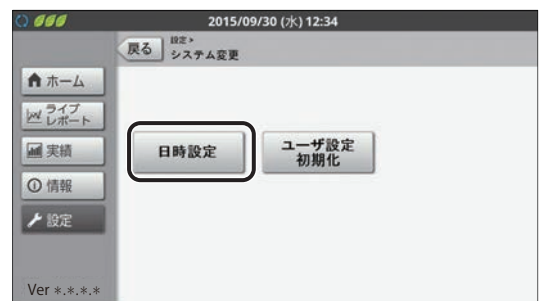 2015/09/30 (水) 12:34
戻る
設定>
システム変更
ホーム
ライブ
レポート
実績
情報
設定
日時設定
ユーザ設定
初期化
Ver *.*.*.*